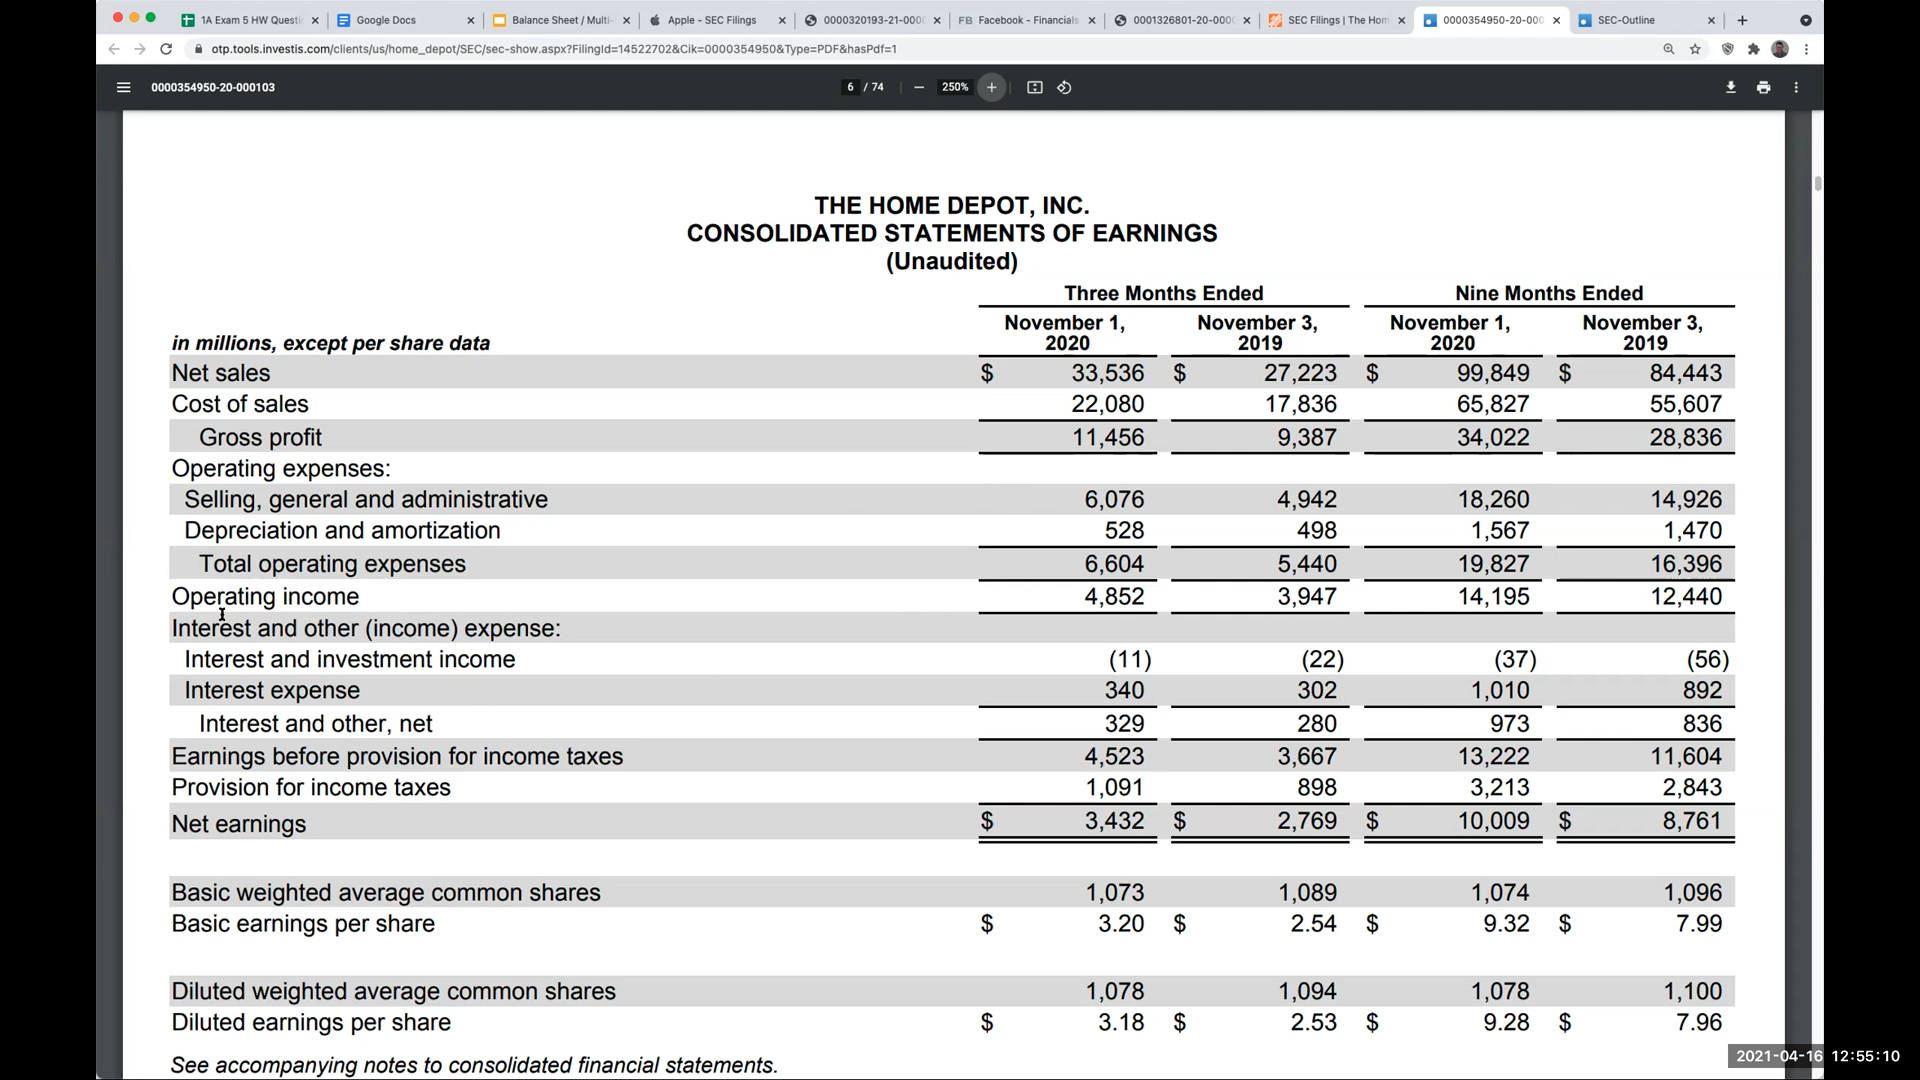 1A Exam 5 HW Questi
Google Docs
Balance Sheet / Multi-
Apple - SEC Filings
0000320193-21-000
FB Facebook - Financials
0001326801-20-000
SEC Filings | The Hom
0000354950-20-000
SEC-Outline
otp.tools.investis.com/clients/us/home_depot/SEC/sec-show.aspx?FilingId=14522702&Cik=0000354950&Type=PDF&hasPdf=1
0000354950-20-000103
6 / 74
250%
THE HOME DEPOT, INC.
CONSOLIDATED STATEMENTS OF EARNINGS
(Unaudited)
Three Months Ended Nine Months Ended
in millions, except per share data November 1, 2020 November 3, 2019 November 1, 2020 November 3, 2019
Net sales $ 33,536 $ 27,223 $ 99,849 $ 84,443
Cost of sales 22,080 17,836 65,827 55,607
Gross profit 11,456 9,387 34,022 28,836
Operating expenses:
Selling, general and administrative 6,076 4,942 18,260 14,926
Depreciation and amortization 528 498 1,567 1,470
Total operating expenses 6,604 5,440 19,827 16,396
Operating income 4,852 3,947 14,195 12,440
Interest and other (income) expense:
Interest and investment income (11) (22) (37) (56)
Interest expense 340 302 1,010 892
Interest and other, net 329 280 973 836
Earnings before provision for income taxes 4,523 3,667 13,222 11,604
Provision for income taxes 1,091 898 3,213 2,843
Net earnings $ 3,432 $ 2,769 $ 10,009 $ 8,761
Basic weighted average common shares 1,073 1,089 1,074 1,096
Basic earnings per share $ 3.20 $ 2.54 $ 9.32 $ 7.99
Diluted weighted average common shares 1,078 1,094 1,078 1,100
Diluted earnings per share $ 3.18 $ 2.53 $ 9.28 $ 7.96
See accompanying notes to consolidated financial statements.
2021-04-16 12:55:10